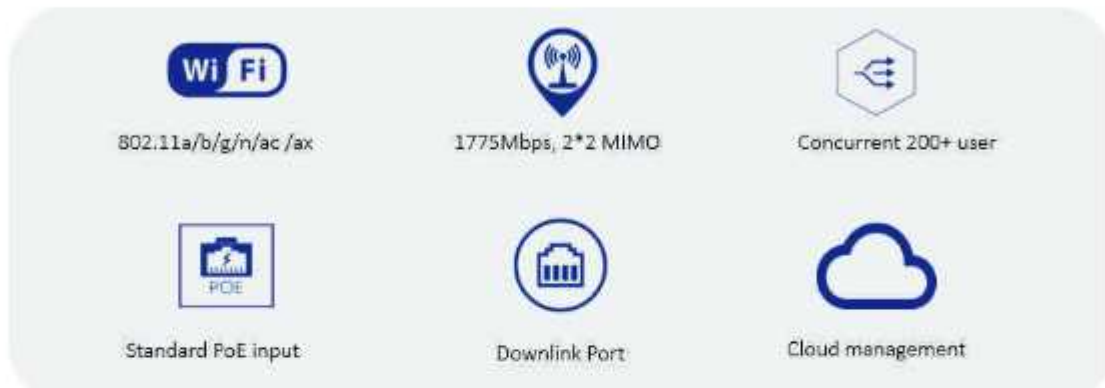 Wi Fi
802.11a/b/g/n/ac /ax
1775Mbps, 2*2 MIMO
Concurrent 200+ user
POE
Standard PoE input
Downlink Port
Cloud management